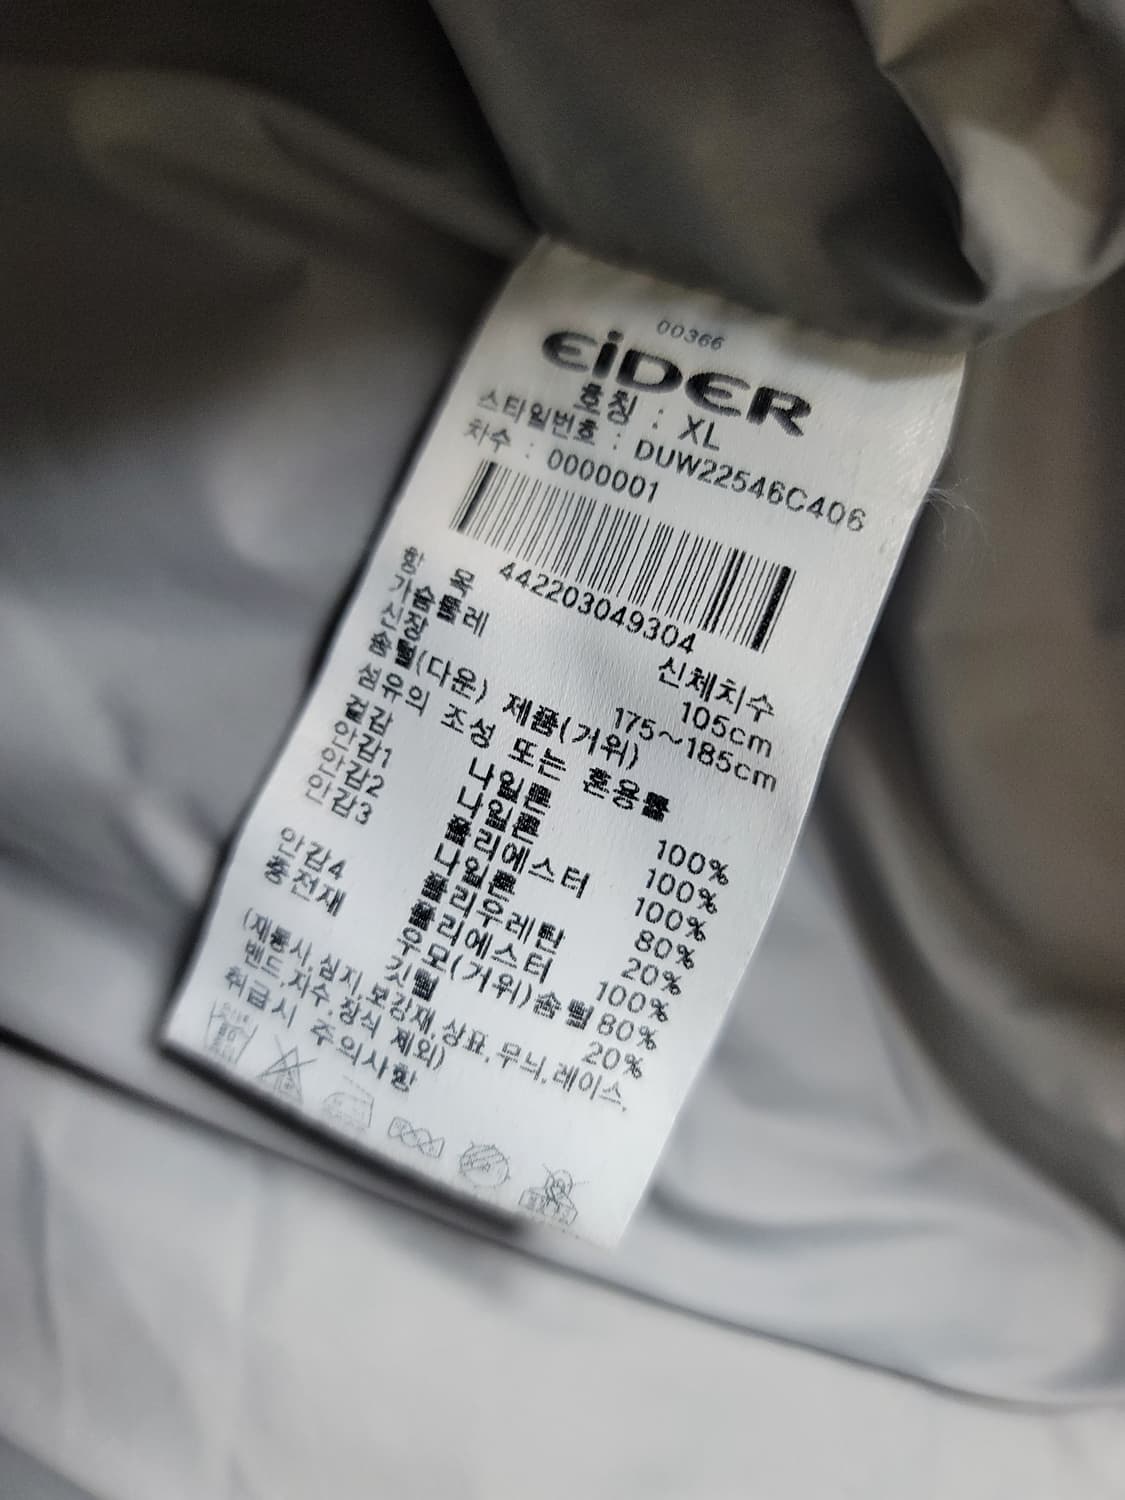 00366
EiDER
호칭 : XL
스타일번호 : DUW22546C406
치수 : 0000001
442203049304
항 목 신체치수
가슴둘레 105cm
신장 175~185cm
솜털(다운) 제품(거위)
섬유의 조성 또는 혼용률
겉감 나일론 100%
안감1 나일론 100%
안감2 폴리에스터 100%
안감3 나일론 80%
폴리우레탄 20%
안감4 폴리에스터 100%
충전재 우모(거위)솜털80%
깃털 20%
(재봉사,심지,보강재,상표,무늬,레이스,
밴드,자수,장식 제외)
취급시 주의사항